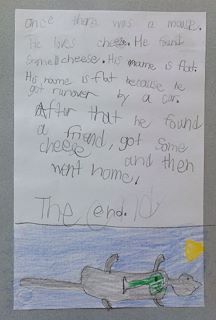 once there was a mouse.
He loves cheese. He found
some cheese. His name is flat.
His name is flat because he
got runover by a car.
After that he found
a friend, got some
cheese and then
went home.
The end.